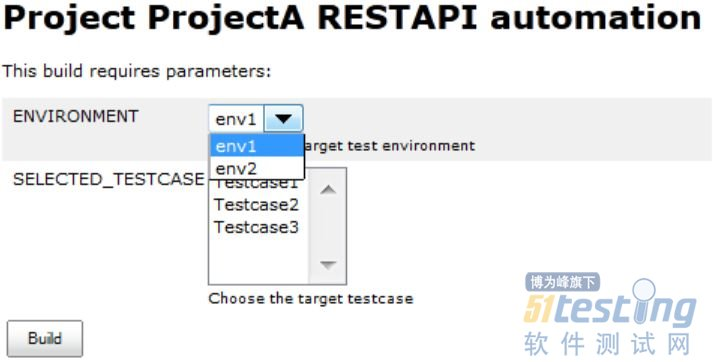 Project ProjectA RESTAPI automation
This build requires parameters:
ENVIRONMENT
env1
env1
env2
arget test environment
SELECTED_TESTCASE
Testcase1
Testcase2
Testcase3
Choose the target testcase
Build
博为峰旗下
51testing
软件测试网